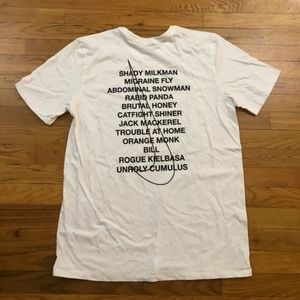 SHADY MILKMAN
MIGRAINE FLY
ABDOMINAL SNOWMAN
RABID PANDA
BRUTAL HONEY
CATFIGHT SHINER
JACK MACKEREL
TROUBLE AT HOME
ORANGE MONK
BILL
ROGUE KIELBASA
UNHOLY CUMULUS